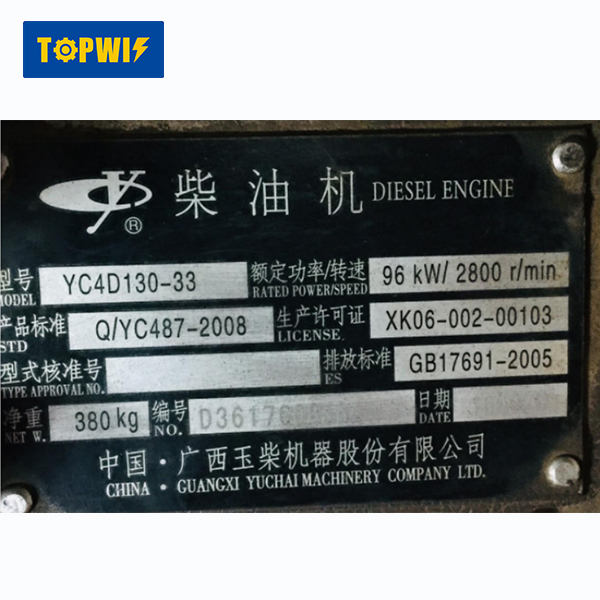 TOPWIS
柴油机 DIESEL ENGINE
®
型号 YC4D130-33 额定功率/转速 96 kW/ 2800 r/min
MODEL RATED POWER/SPEED
产品标准 Q/YC487-2008 生产许可证 XK06-002-00103
STD LICENSE
型式核准号 排放标准 GB17691-2005
TYPE APPROVAL NO. ES
净重 380kg 编号 日期
NET W. NO. DATE
中国·广西玉柴机器股份有限公司
CHINA · GUANGXI YUCHAI MACHINERY COMPANY LTD.